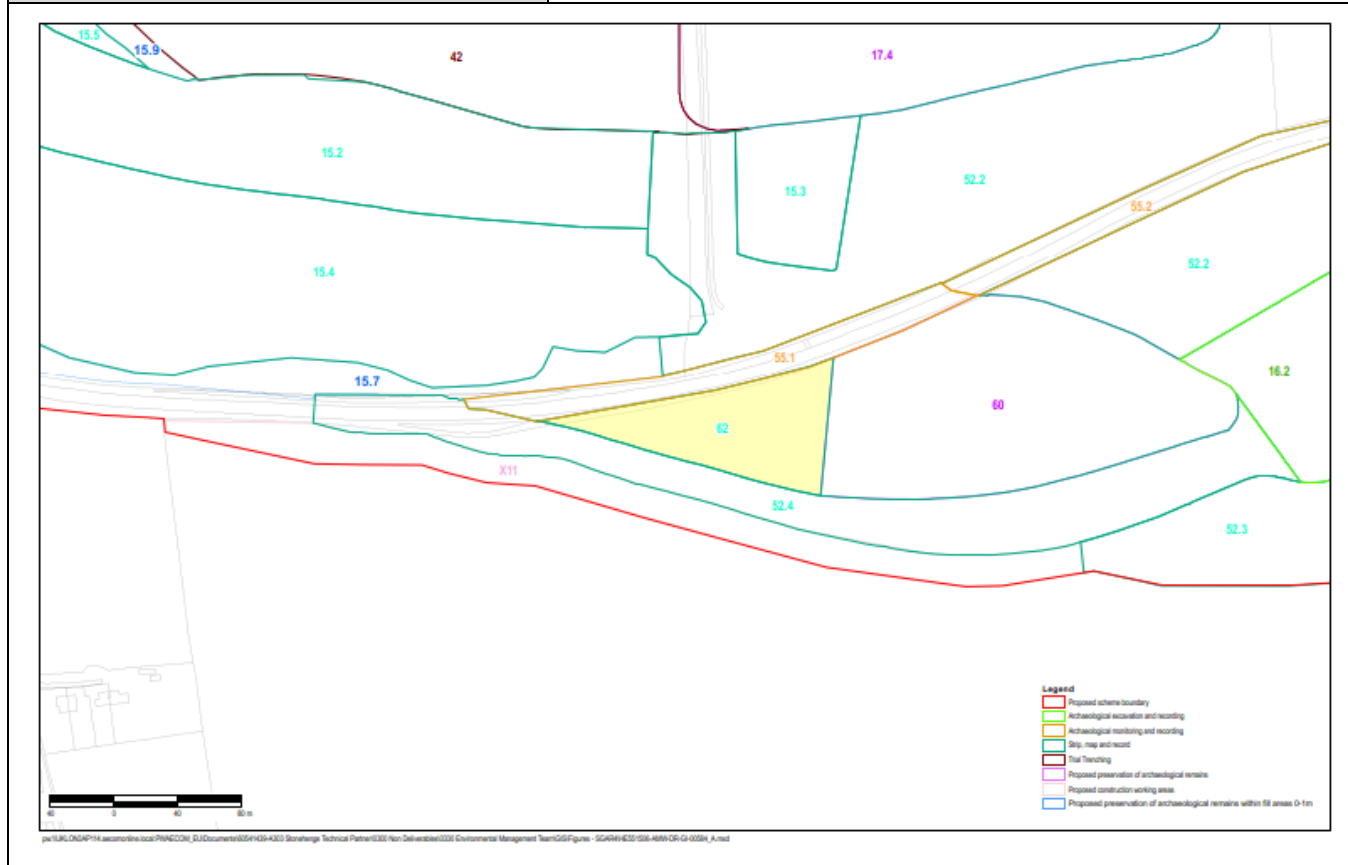 15.5
15.9
42
17.4
15.2
15.3
52.2
55.2
15.4
52.2
55.1
15.7
16.2
60
62
X11
52.4
52.3
Legend
Proposed scheme boundary
Archaeological excavation and recording
Archaeological monitoring and recording
Strip, map and record
Trial Trenching
Proposed preservation of archaeological remains
Proposed construction working areas
Proposed preservation of archaeological remains within fill areas 0-1m
40 0 40 80 m
Stonehenge Technical Partner